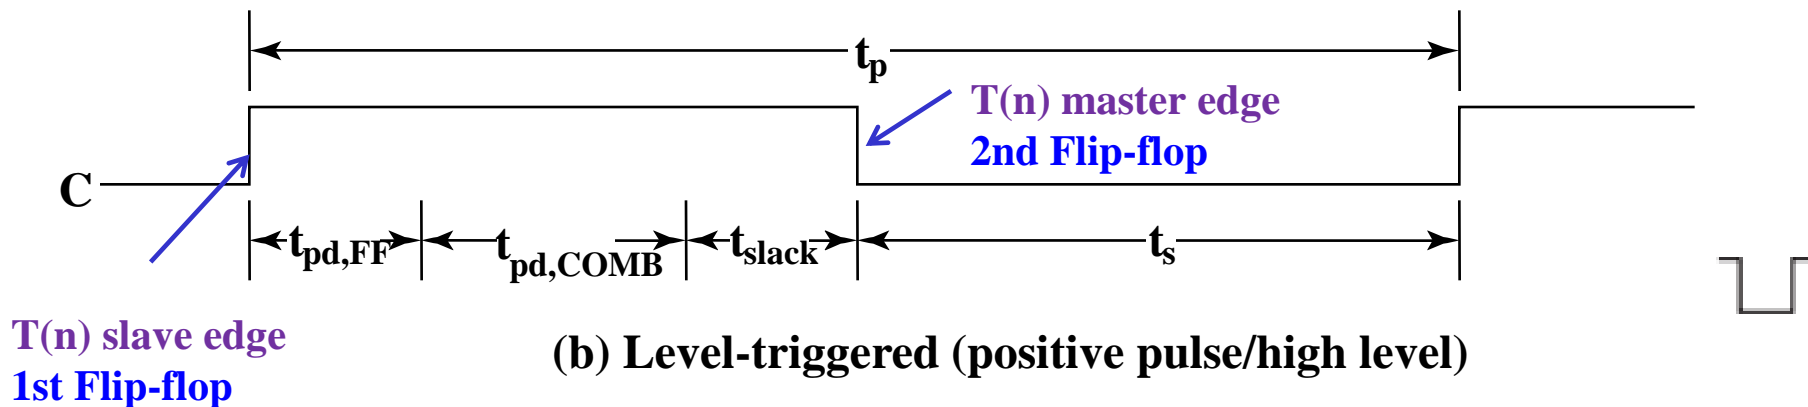 tp
T(n) master edge
2nd Flip-flop
C
tpd,FF
tpd,COMB
tslack
ts
T(n) slave edge
1st Flip-flop
(b) Level-triggered (positive pulse/high level)